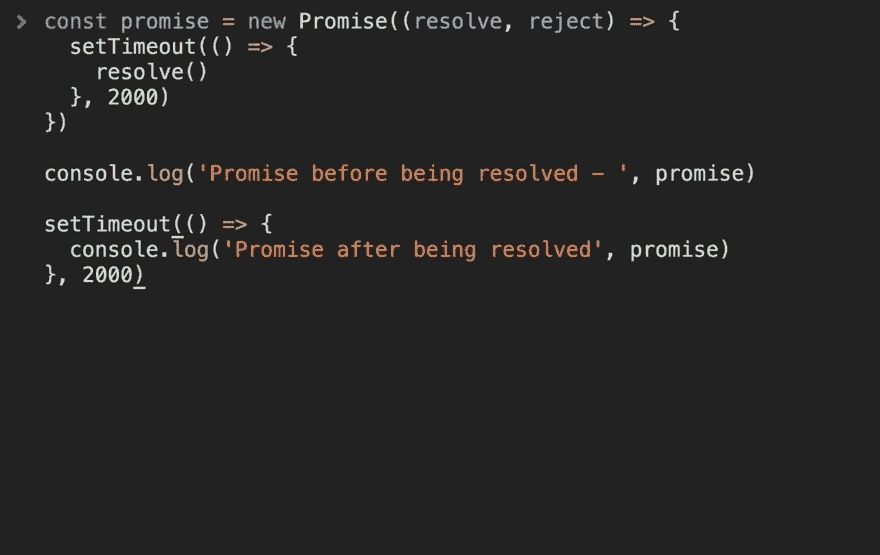 > const promise = new Promise((resolve, reject) => {
  setTimeout(() => {
    resolve()
  }, 2000)
})

console.log('Promise before being resolved - ', promise)

setTimeout(() => {
  console.log('Promise after being resolved', promise)
}, 2000)